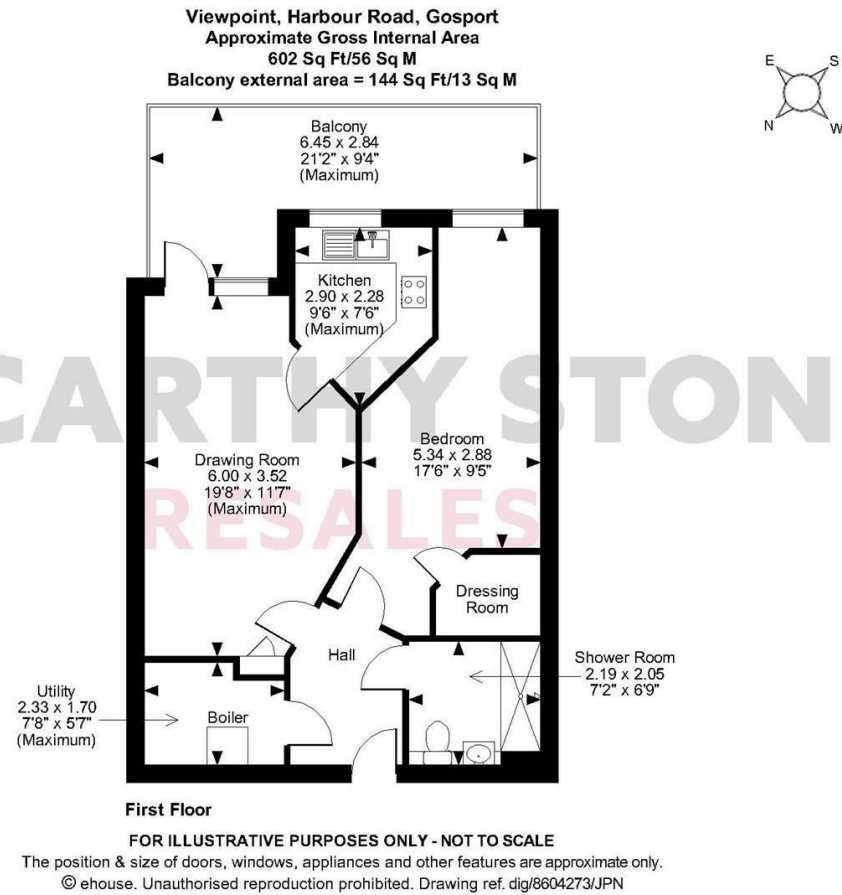 Viewpoint, Harbour Road, Gosport
Approximate Gross Internal Area
602 Sq Ft/56 Sq M
Balcony external area = 144 Sq Ft/13 Sq M
E
S
N
W
Balcony
6.45 x 2.84
21'2" x 9'4"
(Maximum)
Kitchen
2.90 x 2.28
9'6" x 7'6"
(Maximum)
CARTHY STON
RESALES
Drawing Room
6.00 x 3.52
19'8" x 11'7"
(Maximum)
Bedroom
5.34 x 2.88
17'6" x 9'5"
Dressing
Room
Hall
Shower Room
2.19 x 2.05
7'2" x 6'9"
Utility
2.33 x 1.70
7'8" x 5'7"
(Maximum)
Boiler
First Floor
FOR ILLUSTRATIVE PURPOSES ONLY - NOT TO SCALE
The position & size of doors, windows, appliances and other features are approximate only.
© ehouse. Unauthorised reproduction prohibited. Drawing ref. dig/8604273/JPN